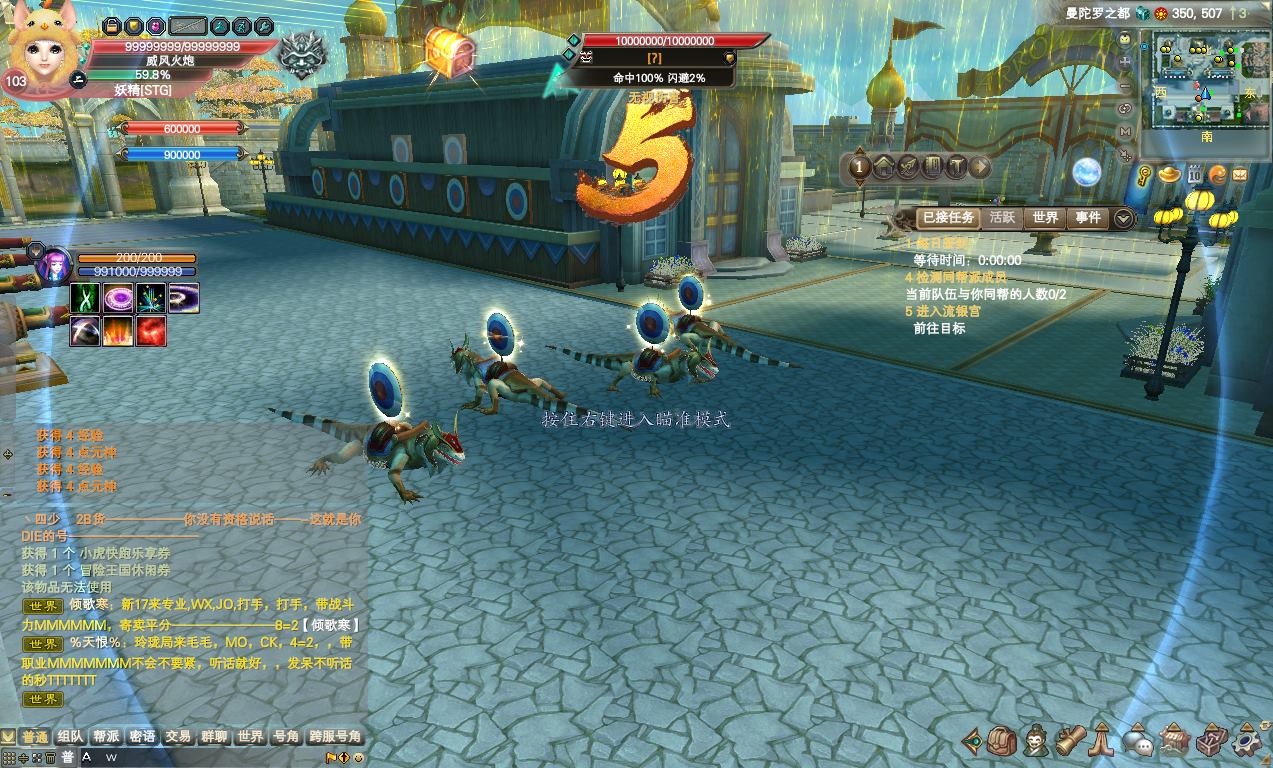 103
99999999/99999999
威风火炮
59.8%
妖精[STG]
600000
900000
10000000/10000000
[?]
命中100% 闪避2%
5
曼陀罗之都
350, 507 ↑3
西
东
南
M
1
10
已接任务
活跃
世界
事件
等待时间：0:00:00
4 检测同帮派成员
当前队伍与你同帮的人数0/2
5 进入流银宫
前往目标
200/200
991000/999999
按住右键进入瞄准模式
获得 4 经验
获得 4 点元神
获得 4 经验
获得 4 点元神
丶四少 2B货————你没有资格说话——这就是你
DIE的号
获得 1 个 小虎快跑乐享券
获得 1 个 冒险王国休闲券
该物品无法使用
世界 倾歌寒：新17来专业,WX,JO,打手，打手，带战斗
力MMMMMM，寄卖平分————8=2【倾歌寒】
世界 %天恨%：玲珑局来毛毛，MO，CK，4=2，，带
职业MMMMMMM不会不要紧，听话就好，，发呆不听话
的秒TTTTTTT
世界
普通 组队 帮派 密语 交易 群聊 世界 号角 跨服号角
普 A w